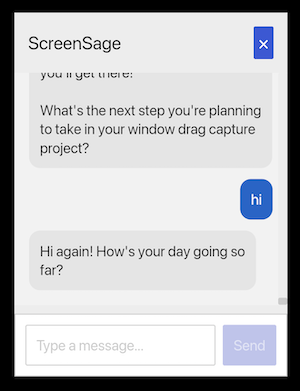 ScreenSage
×
you'll get there!
What's the next step you're planning
to take in your window drag capture
project?
hi
Hi again! How's your day going so
far?
Type a message...
Send